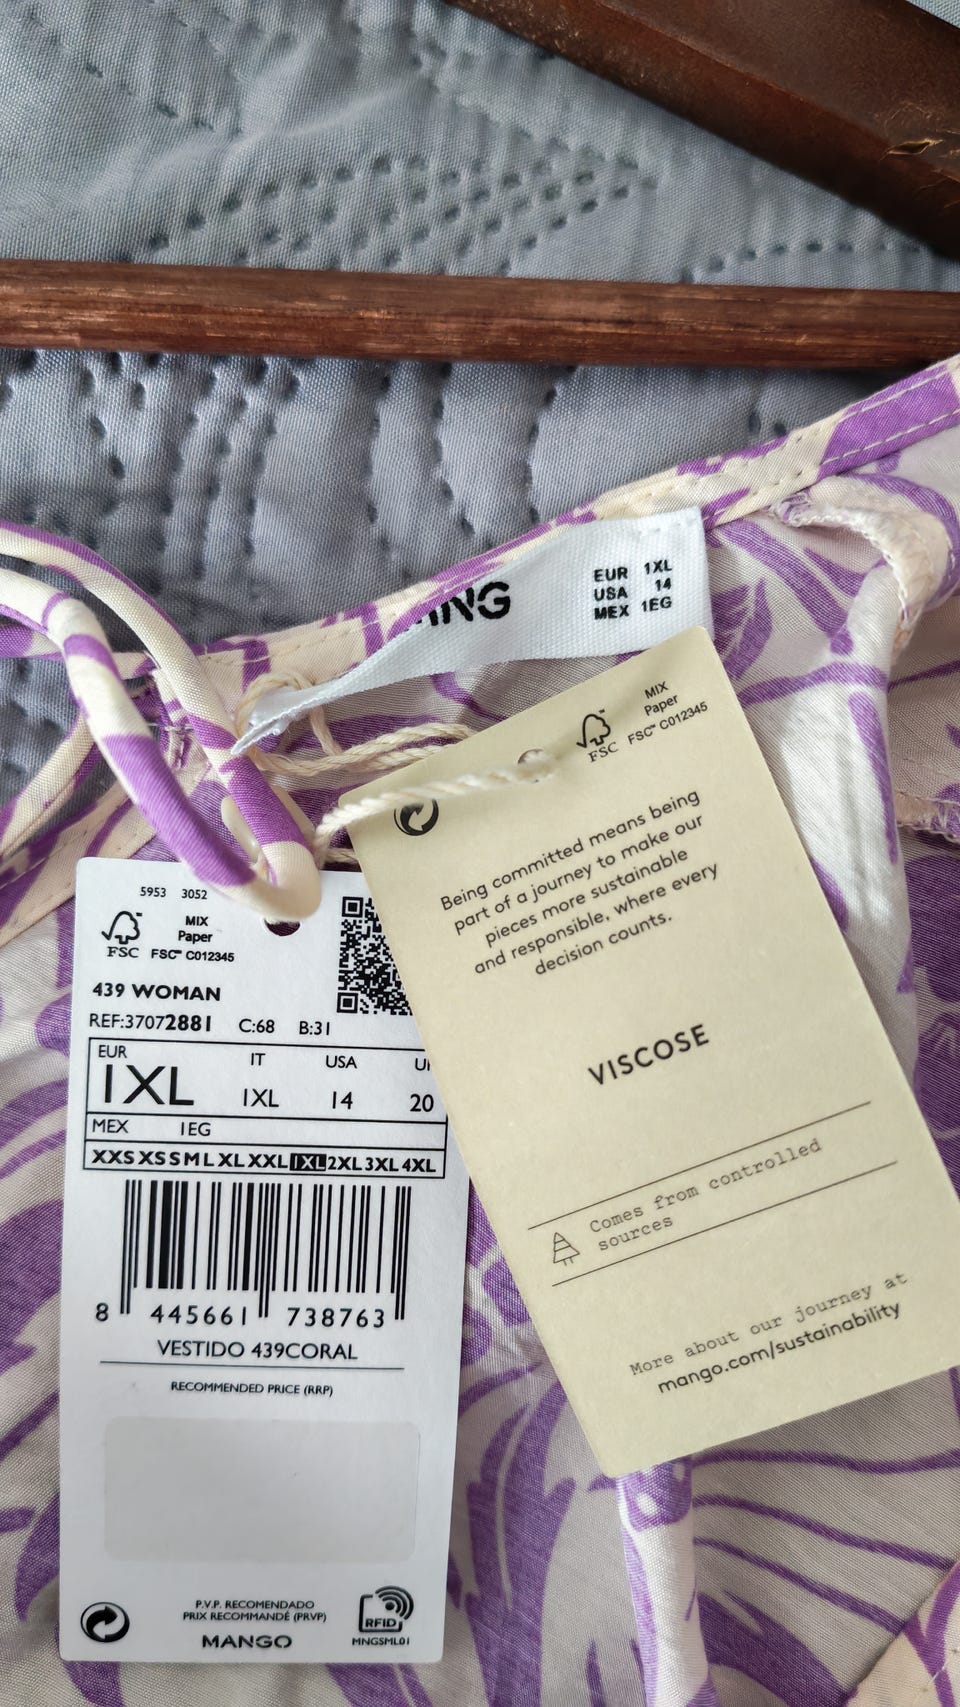 EUR 1XL
USA 14
MEX 1EG
MIX
Paper
FSC™ C012345
FSC
Being committed means being
part of a journey to make our
pieces more sustainable
and responsible, where every
decision counts.
VISCOSE
Comes from controlled
sources
More about our journey at
mango.com/sustainability
5953 3052
MIX
Paper
FSC FSC™ C012345
439 WOMAN
REF:37072881 C:68 B:31
EUR IT USA
1XL 1XL 14 20
MEX 1EG
XXS XS S M L XL XXL 1XL 2XL 3XL 4XL
8 445661 738763
VESTIDO 439CORAL
RECOMMENDED PRICE (RRP)
P.V.P. RECOMENDADO
PRIX RECOMMANDÉ (PRVP)
MANGO
RFID
MNGSML01